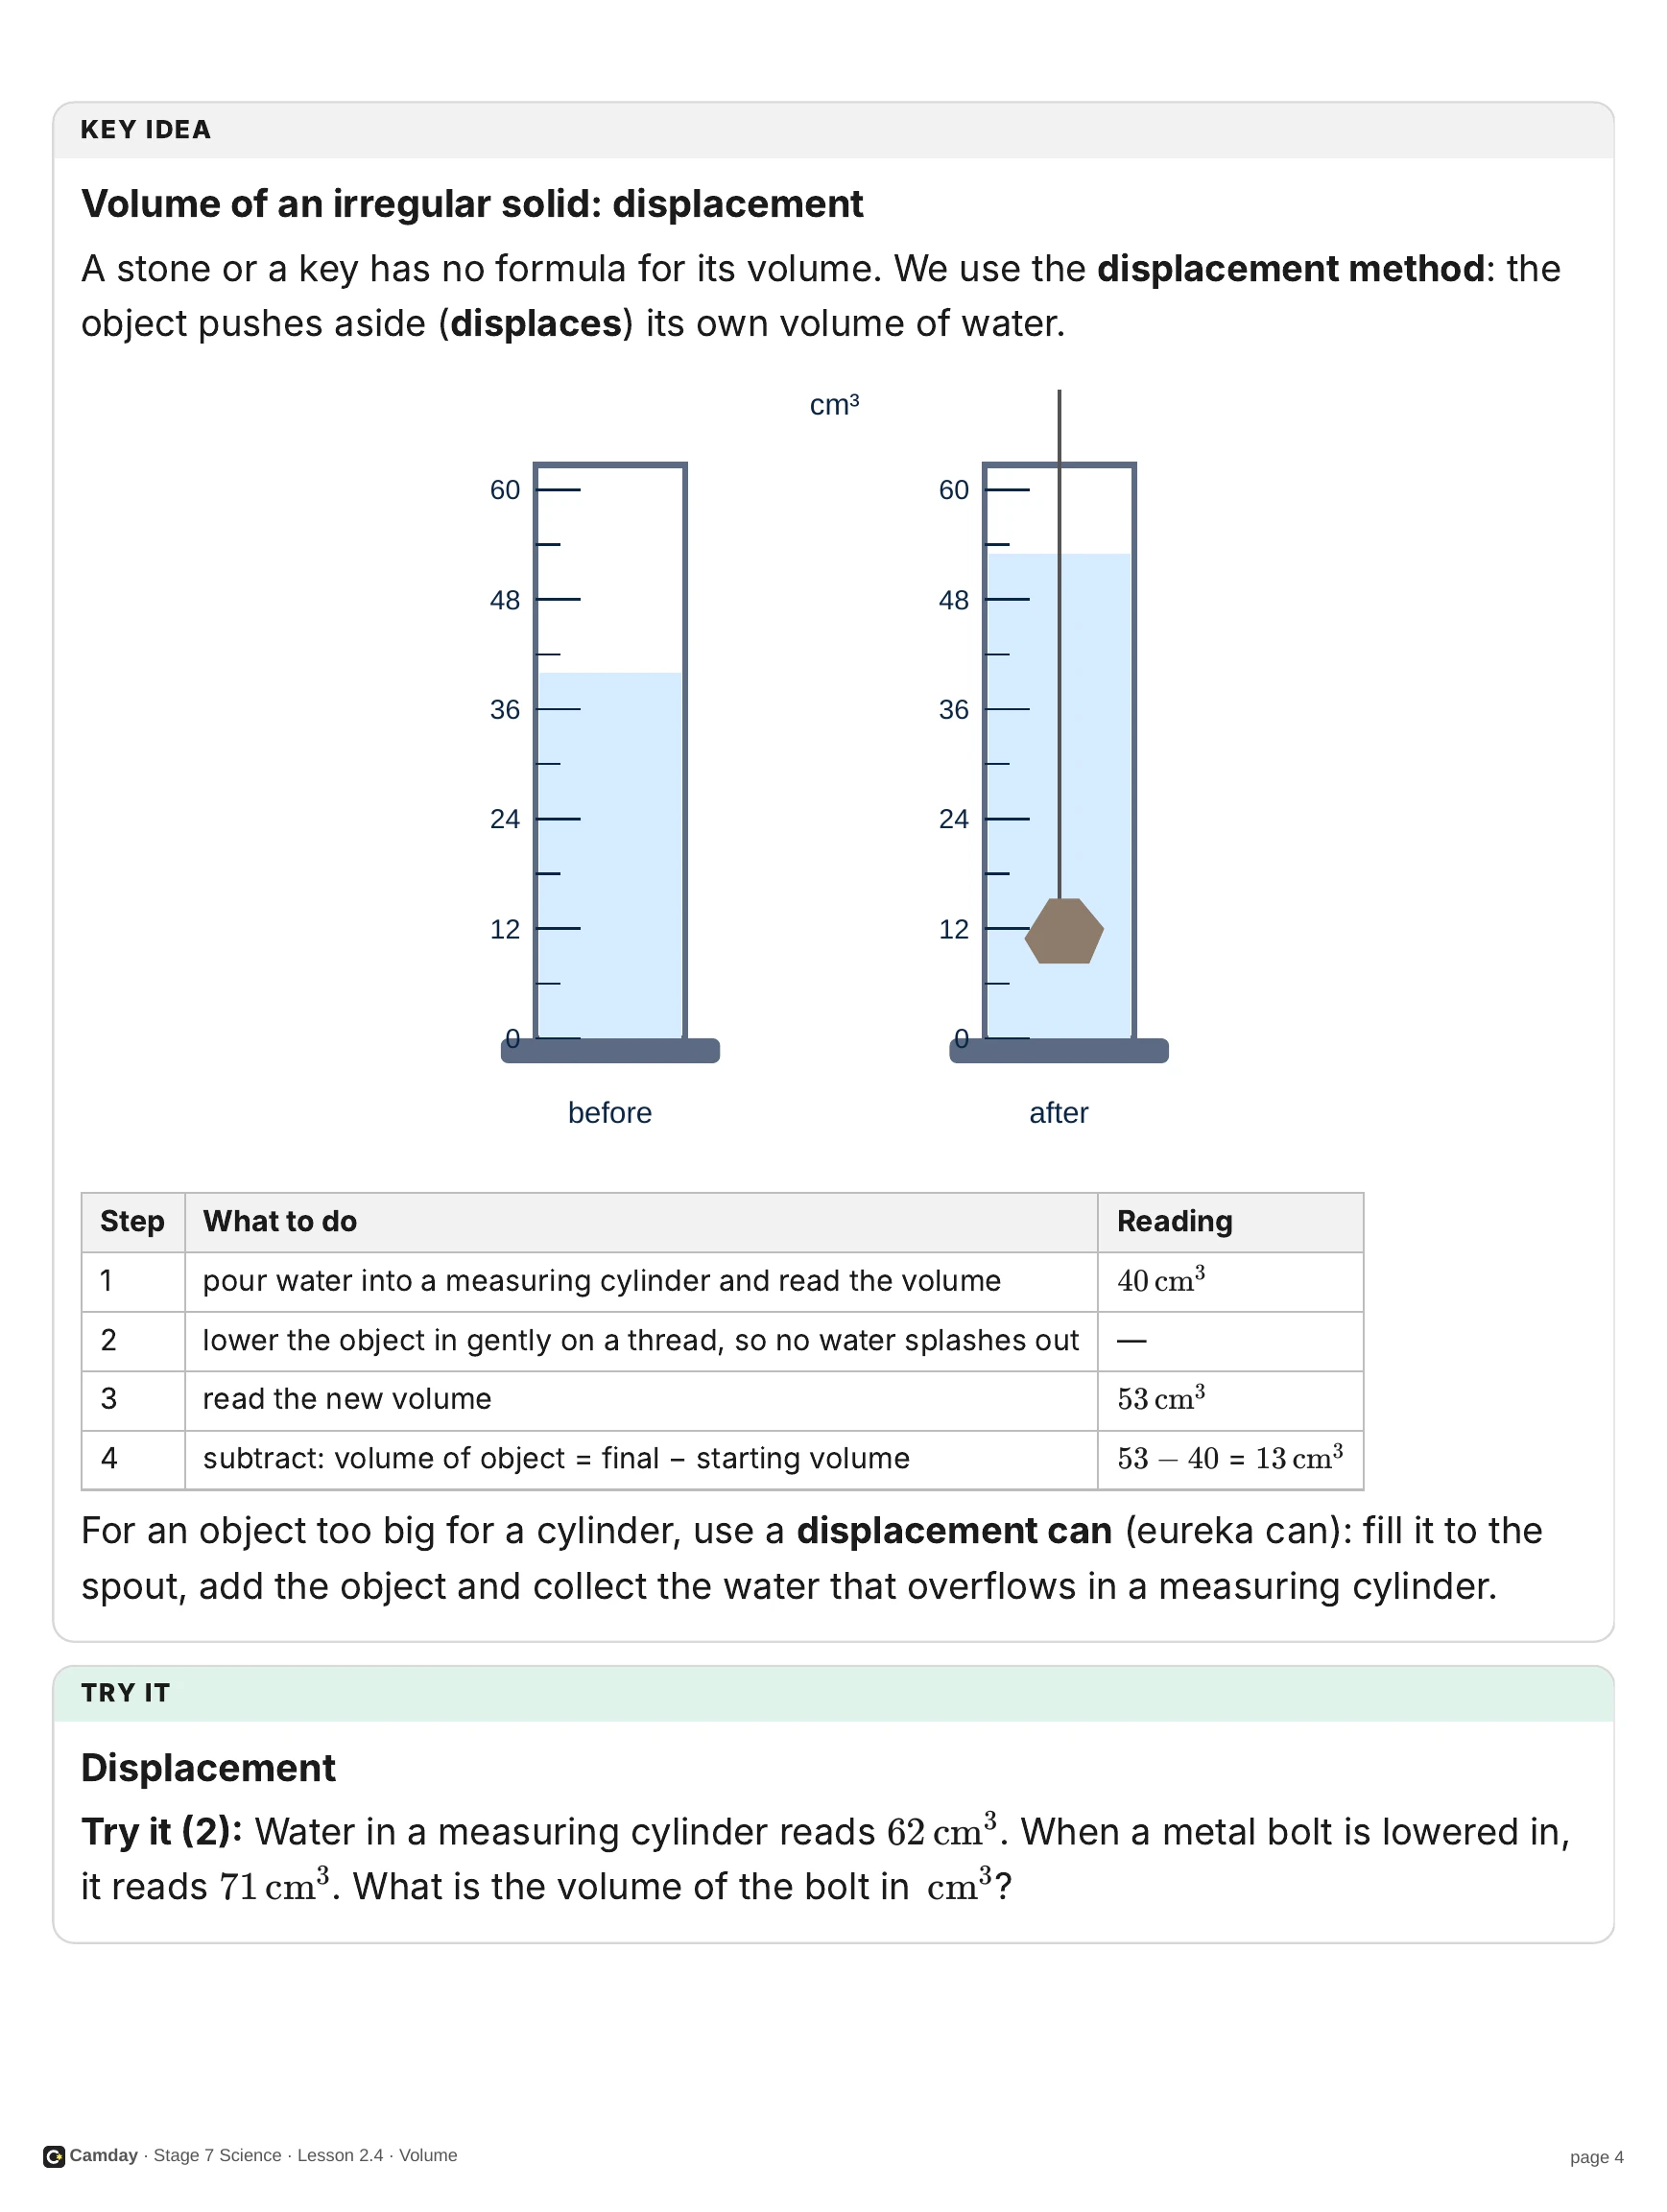 KEY IDEA
Volume of an irregular solid: displacement
A stone or a key has no formula for its volume. We use the displacement method: the
object pushes aside (displaces) its own volume of water.
cm³
60
48
36
24
12
0
before
60
48
36
24
12
0
after
Step What to do Reading
1 pour water into a measuring cylinder and read the volume 40 cm³
2 lower the object in gently on a thread, so no water splashes out —
3 read the new volume 53 cm³
4 subtract: volume of object = final − starting volume 53 − 40 = 13 cm³
For an object too big for a cylinder, use a displacement can (eureka can): fill it to the
spout, add the object and collect the water that overflows in a measuring cylinder.
TRY IT
Displacement
Try it (2): Water in a measuring cylinder reads 62 cm³. When a metal bolt is lowered in,
it reads 71 cm³. What is the volume of the bolt in cm³?
Camday · Stage 7 Science · Lesson 2.4 · Volume
page 4